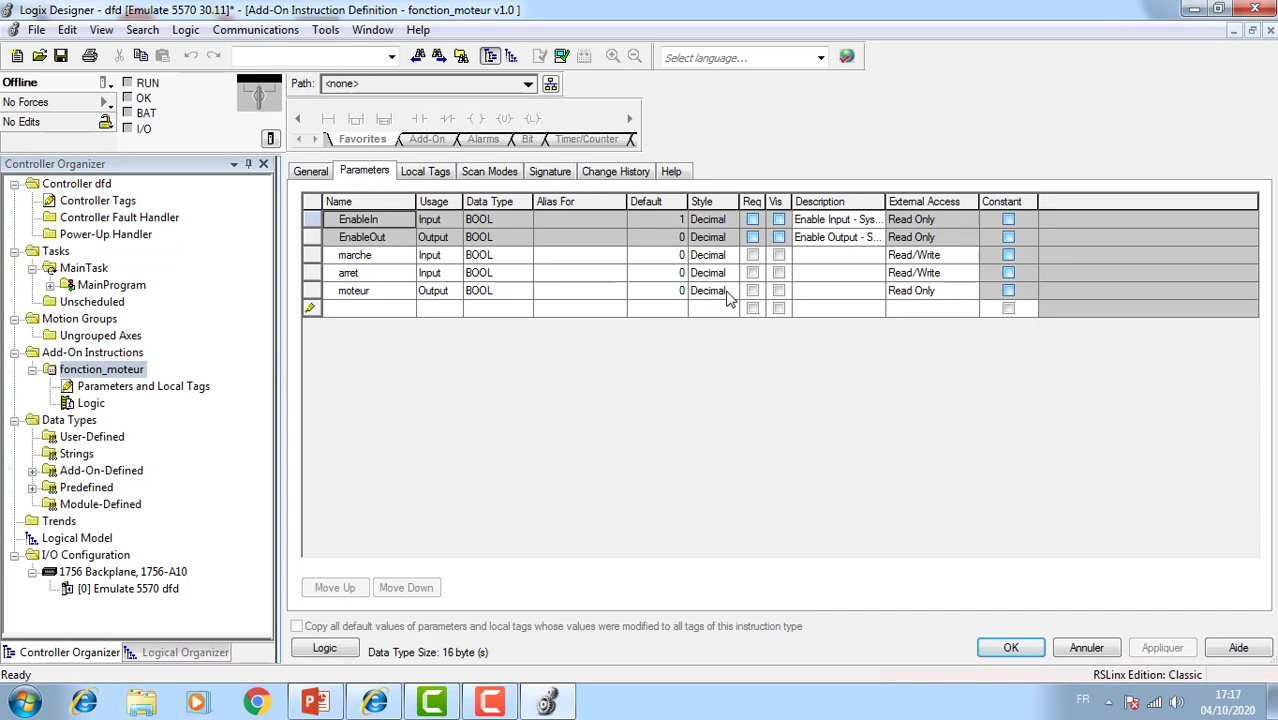 Logix Designer - dfd [Emulate 5570 30.11]* - [Add-On Instruction Definition - fonction_moteur v1.0 ]
File Edit View Search Logic Communications Tools Window Help
Select language...
Offline RUN Path: <none>
No Forces OK
No Edits BAT
I/O
Favorites Add-On Alarms Bit Timer/Counter
Controller Organizer
General Parameters Local Tags Scan Modes Signature Change History Help
Controller dfd
Controller Tags
Controller Fault Handler
Power-Up Handler
Tasks
MainTask
MainProgram
Unscheduled
Motion Groups
Ungrouped Axes
Add-On Instructions
fonction_moteur
Parameters and Local Tags
Logic
Data Types
User-Defined
Strings
Add-On-Defined
Predefined
Module-Defined
Trends
Logical Model
I/O Configuration
1756 Backplane, 1756-A10
[0] Emulate 5570 dfd
Name Usage Data Type Alias For Default Style Req Vis Description External Access Constant
EnableIn Input BOOL 1 Decimal Enable Input - Sys... Read Only
EnableOut Output BOOL 0 Decimal Enable Output - S... Read Only
marche Input BOOL 0 Decimal Read/Write
arret Input BOOL 0 Decimal Read/Write
moteur Output BOOL 0 Decimal Read Only
Move Up Move Down
Copy all default values of parameters and local tags whose values were modified to all tags of this instruction type
Logic Data Type Size: 16 byte (s) OK Annuler Appliquer Aide
Controller Organizer Logical Organizer
Ready RSLinx Edition: Classic
FR 17:17
04/10/2020